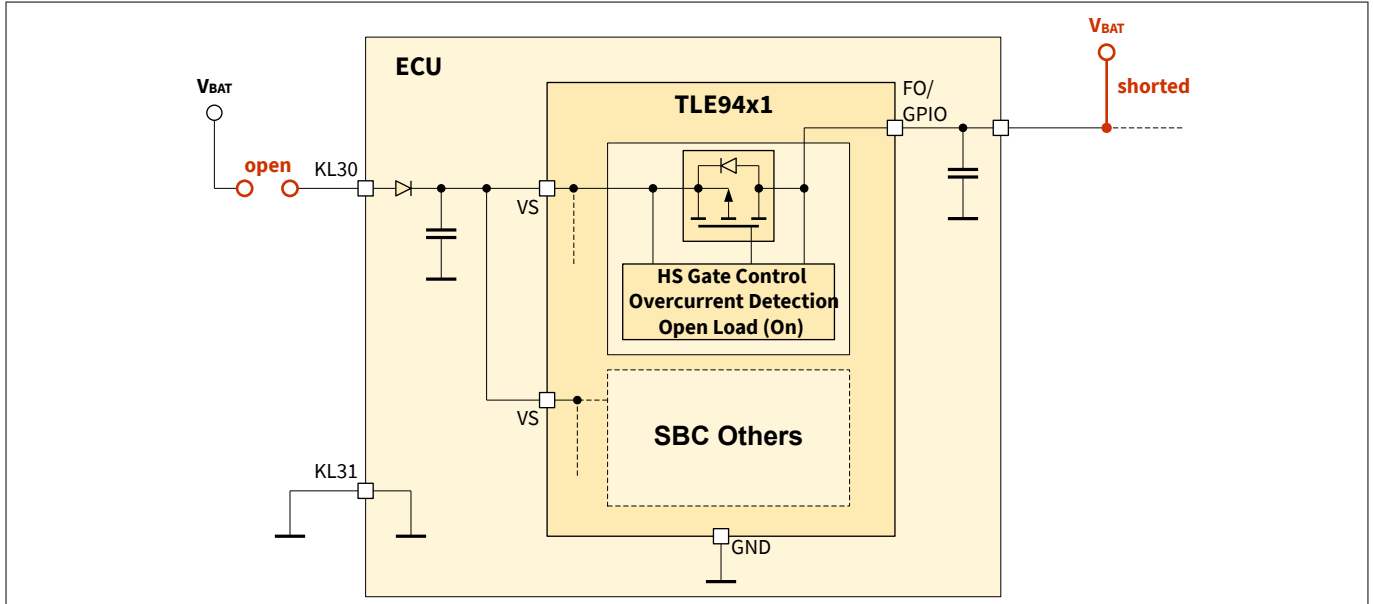 VBAT
ECU
VBAT
TLE94x1
FO/
GPIO
shorted
open
KL30
VS
HS Gate Control
Overcurrent Detection
Open Load (On)
VS
SBC Others
KL31
GND